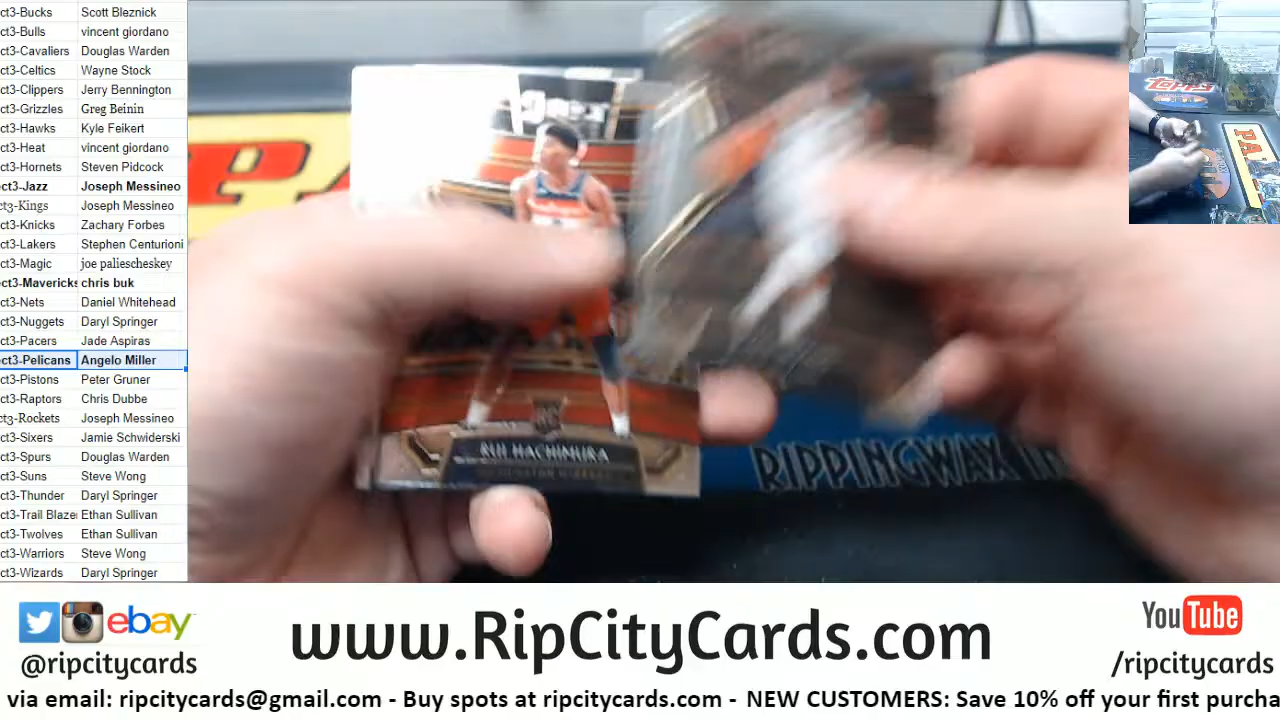 ct3-Bucks Scott Bleznick
ct3-Bulls vincent giordano
ct3-Cavaliers Douglas Warden
ct3-Celtics Wayne Stock
ct3-Clippers Jerry Bennington
ct3-Grizzles Greg Beinin
ct3-Hawks Kyle Feikert
ct3-Heat vincent giordano
ct3-Hornets Steven Pidcock
ect3-Jazz Joseph Messineo
ct3-Kings Joseph Messineo
ct3-Knicks Zachary Forbes
ct3-Lakers Stephen Centurioni
ct3-Magic joe paliescheskey
ect3-Mavericks chris buk
ct3-Nets Daniel Whitehead
ct3-Nuggets Daryl Springer
ct3-Pacers Jade Aspiras
ect3-Pelicans Angelo Miller
ct3-Pistons Peter Gruner
ct3-Raptors Chris Dubbe
ct3-Rockets Joseph Messineo
ct3-Sixers Jamie Schwiderski
ct3-Spurs Douglas Warden
ct3-Suns Steve Wong
ct3-Thunder Daryl Springer
ct3-Trail Blaze Ethan Sullivan
ct3-Twolves Ethan Sullivan
ct3-Warriors Steve Wong
ct3-Wizards Daryl Springer
TOPPS
PA
RUI HACHIMURA
RIPPINGWAX
ebay
@ripcitycards
www.RipCityCards.com
YouTube
/ripcitycards
via email: ripcitycards@gmail.com - Buy spots at ripcitycards.com - NEW CUSTOMERS: Save 10% off your first purcha